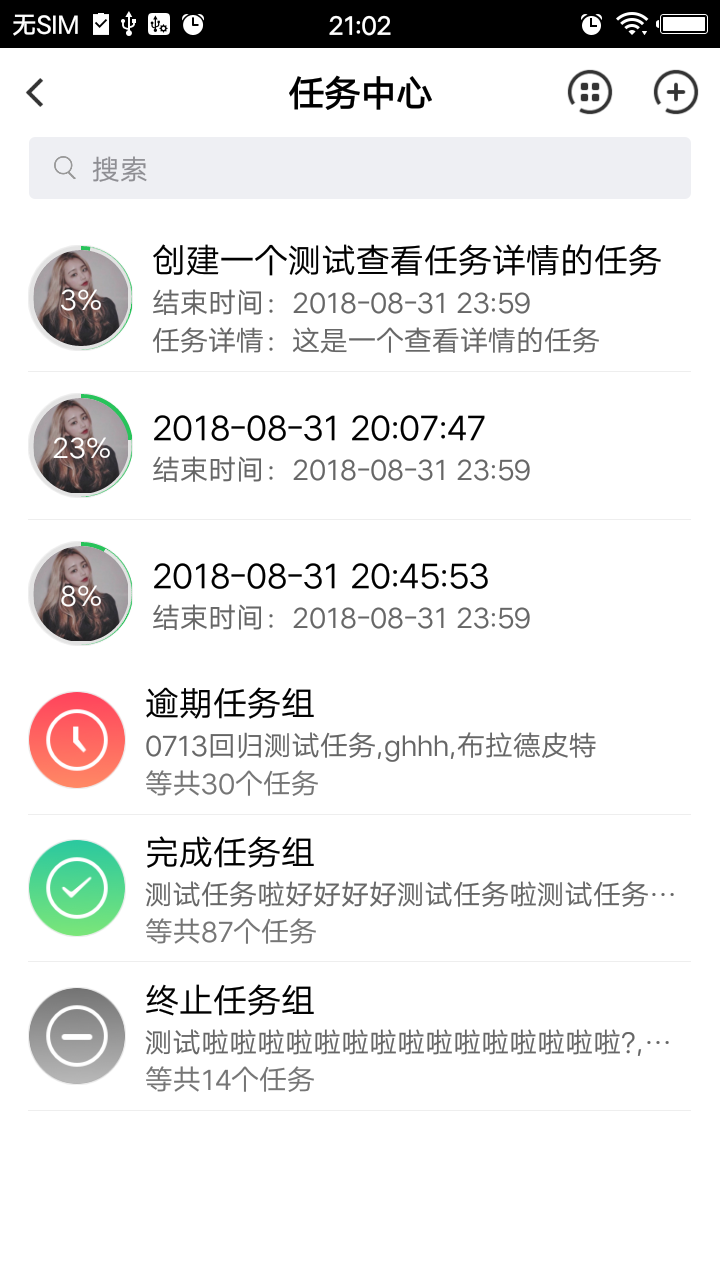 无SIM 21:02
任务中心
搜索
创建一个测试查看任务详情的任务
3%
结束时间：2018-08-31 23:59
任务详情：这是一个查看详情的任务
2018-08-31 20:07:47
23%
结束时间：2018-08-31 23:59
2018-08-31 20:45:53
8%
结束时间：2018-08-31 23:59
逾期任务组
0713回归测试任务,ghhh,布拉德皮特
等共30个任务
完成任务组
测试任务啦好好好好测试任务啦测试任务…
等共87个任务
终止任务组
测试啦啦啦啦啦啦啦啦啦啦啦啦啦啦啦?,…
等共14个任务